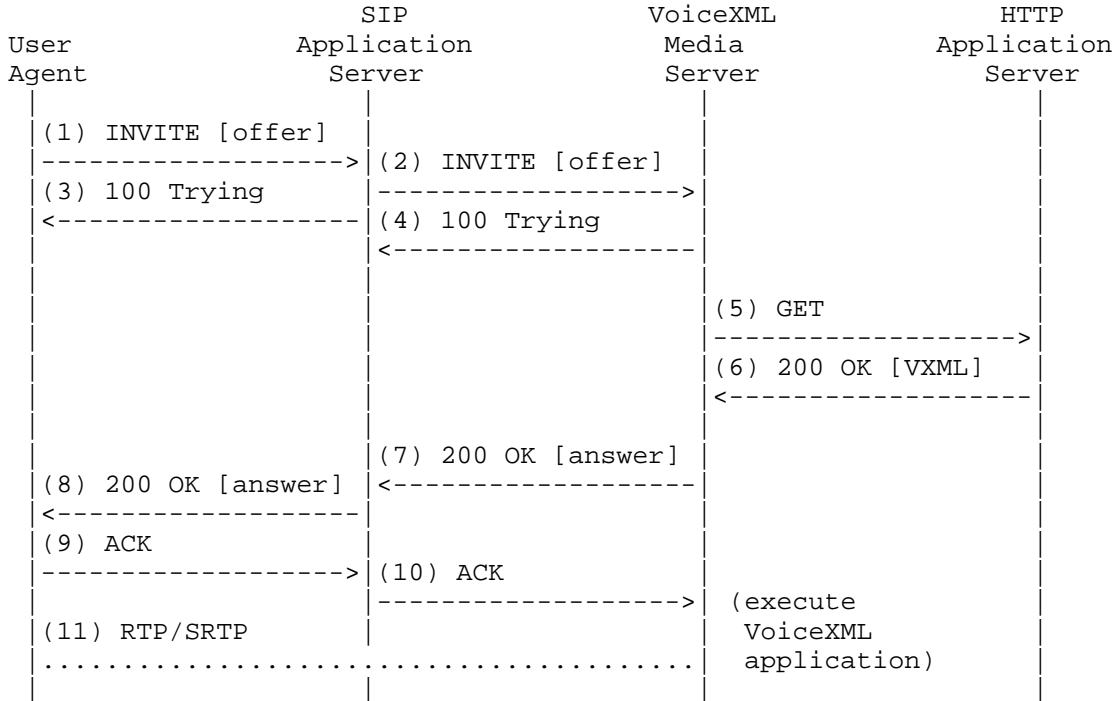 SIP VoiceXML HTTP
User Application Media Application
Agent Server Server Server
(1) INVITE [offer]
(2) INVITE [offer]
(3) 100 Trying
(4) 100 Trying
(5) GET
(6) 200 OK [VXML]
(7) 200 OK [answer]
(8) 200 OK [answer]
(9) ACK
(10) ACK
(execute
(11) RTP/SRTP VoiceXML
application)